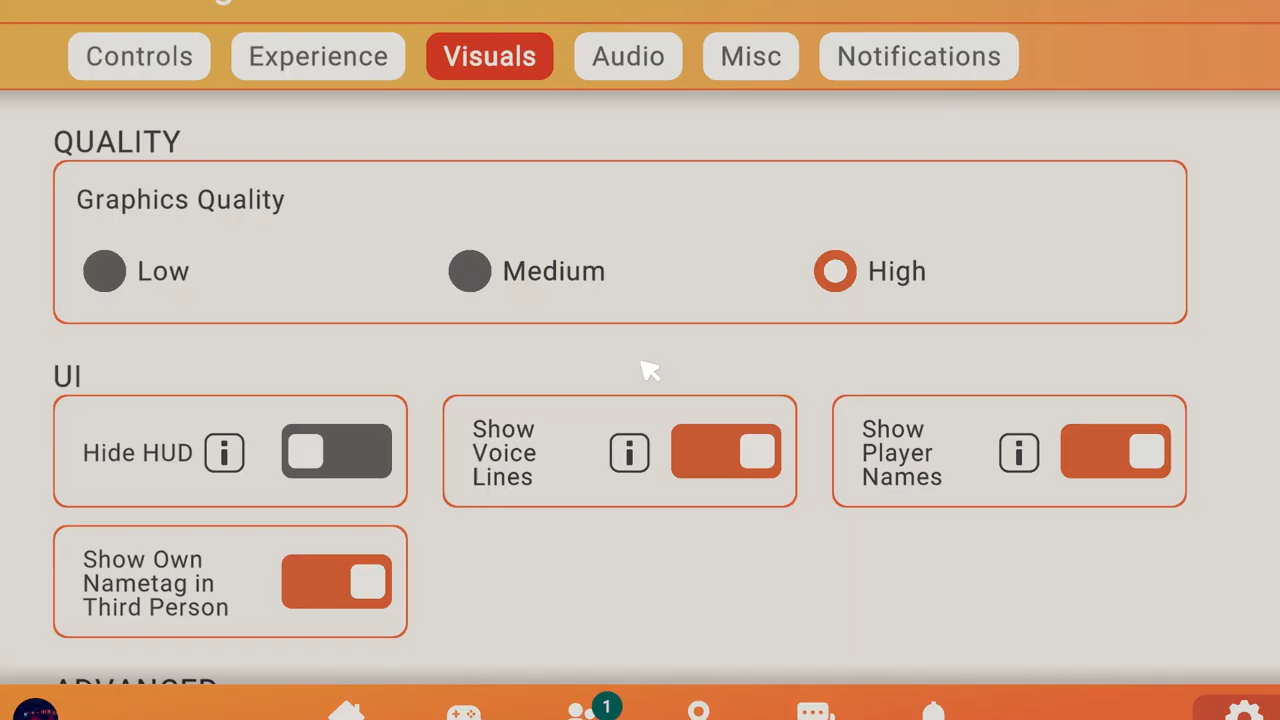 Controls
Experience
Visuals
Audio
Misc
Notifications
QUALITY
Graphics Quality
Low
Medium
High
UI
Hide HUD
Show
Voice
Lines
Show
Player
Names
Show Own
Nametag in
Third Person
ADVANCED
1